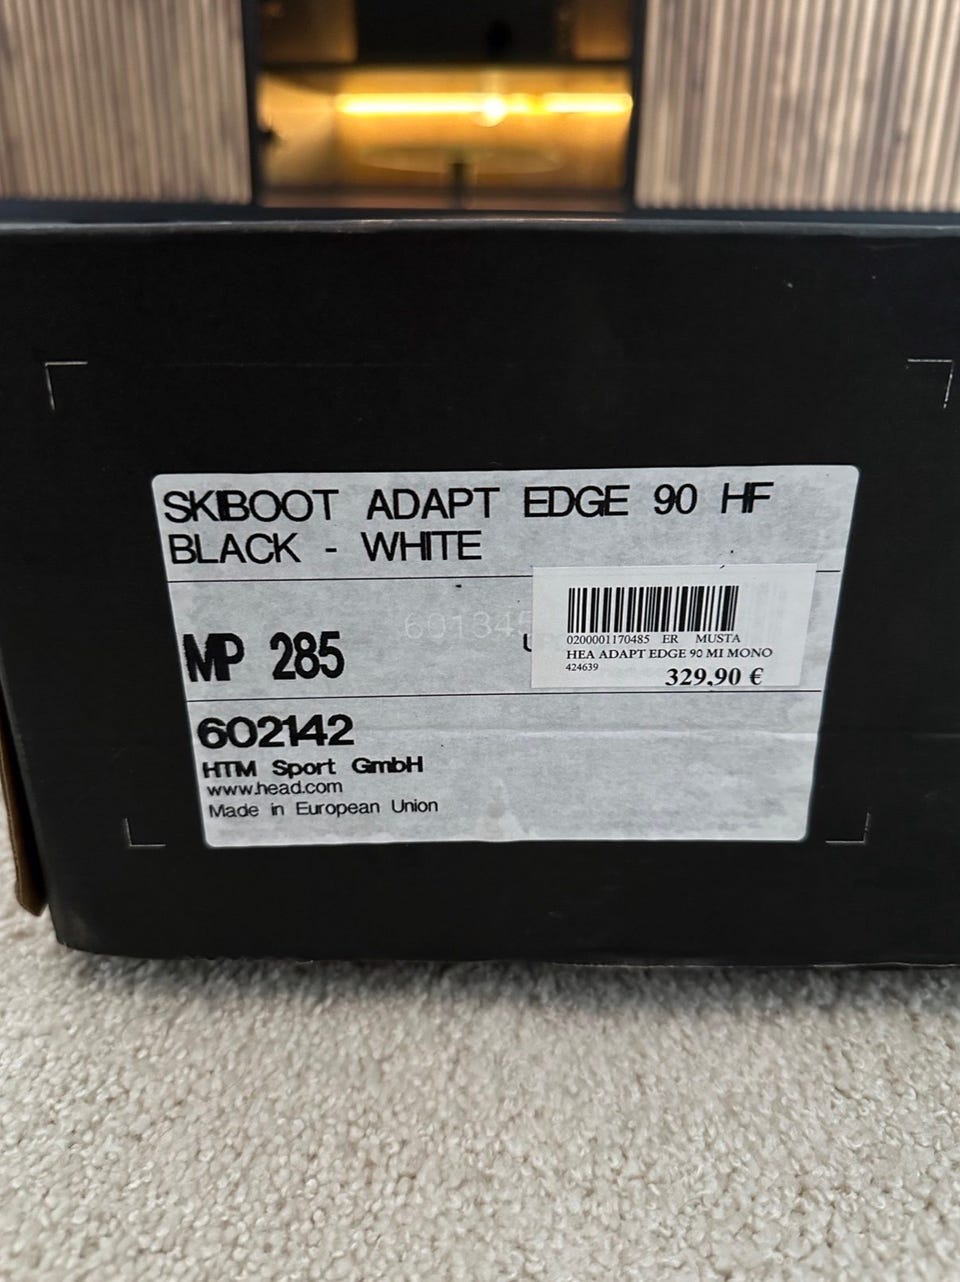 SKIBOOT ADAPT EDGE 90 HF
BLACK - WHITE
MP 285
0200001170485 ER MUSTA
HEA ADAPT EDGE 90 MI MONO
424639
329,90 €
602142
HTM Sport GmbH
www.head.com
Made in European Union